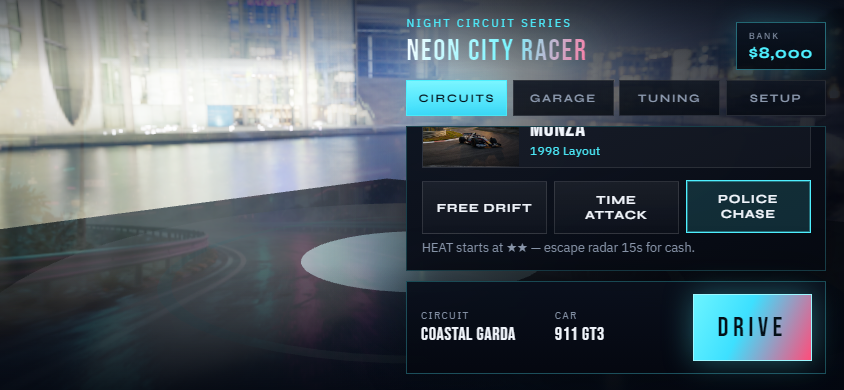 NIGHT CIRCUIT SERIES
NEON CITY RACER
BANK
$8,000
CIRCUITS
GARAGE
TUNING
SETUP
MONZA
1998 Layout
FREE DRIFT
TIME
ATTACK
POLICE
CHASE
HEAT starts at ★★ — escape radar 15s for cash.
CIRCUIT
COASTAL GARDA
CAR
911 GT3
DRIVE